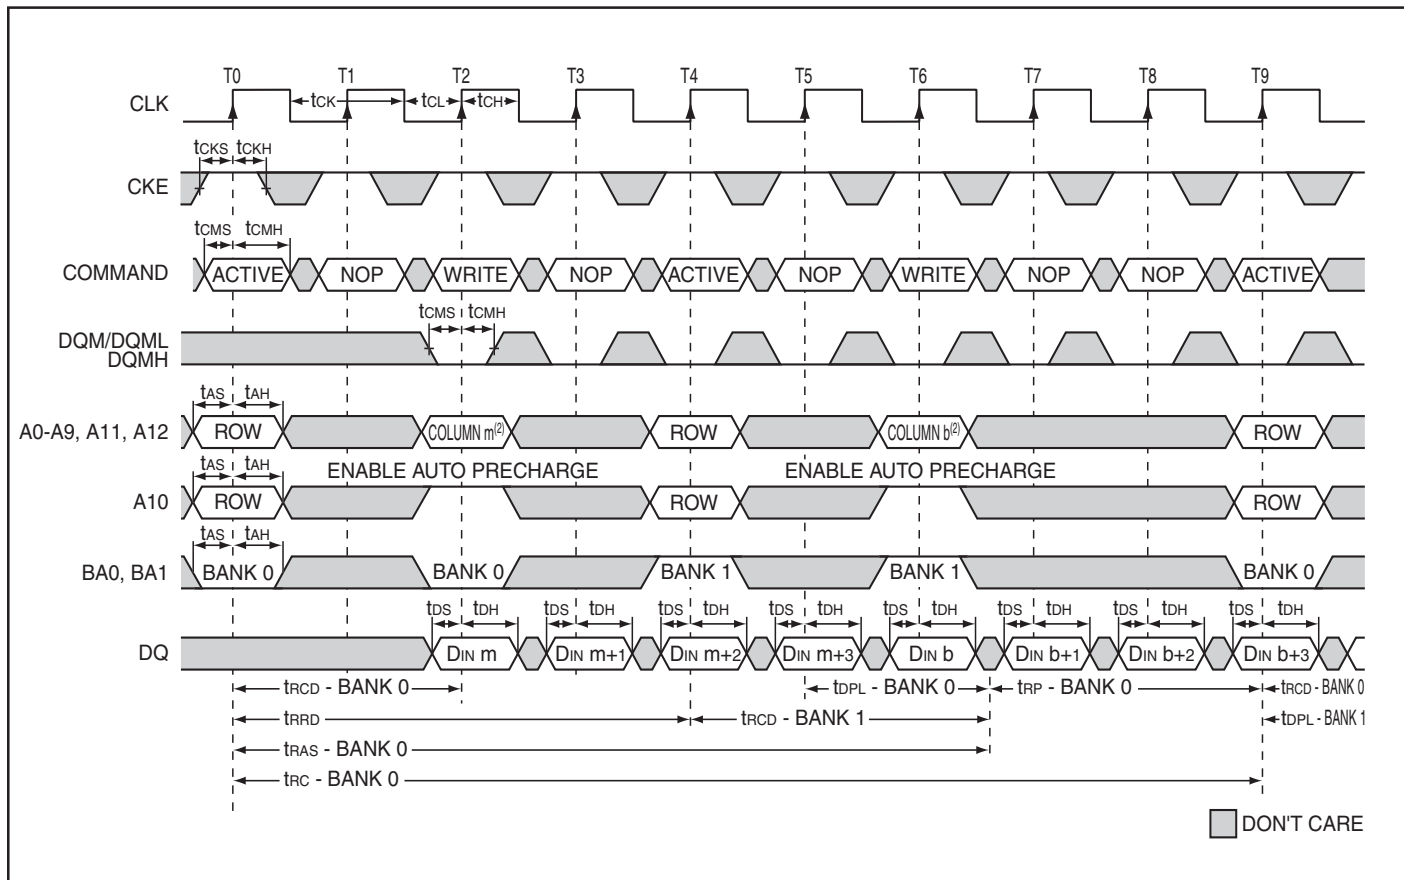 T0 T1 T2 T3 T4 T5 T6 T7 T8 T9
CLK tCK tCL tCH
tCKS tCKH
CKE
tCMS tCMH
COMMAND ACTIVE NOP WRITE NOP ACTIVE NOP WRITE NOP NOP ACTIVE
tCMS tCMH
DQM/DQML
DQMH
tAS tAH
A0-A9, A11, A12 ROW COLUMN m(2) ROW COLUMN b(2) ROW
tAS tAH ENABLE AUTO PRECHARGE ENABLE AUTO PRECHARGE
A10 ROW ROW ROW
tAS tAH
BA0, BA1 BANK 0 BANK 0 BANK 1 BANK 1 BANK 0
tDS tDH tDS tDH tDS tDH tDS tDH tDS tDH tDS tDH tDS tDH tDS tDH
DQ DIN m DIN m+1 DIN m+2 DIN m+3 DIN b DIN b+1 DIN b+2 DIN b+3
tRCD - BANK 0 tDPL - BANK 0 tRP - BANK 0 tRCD - BANK 0
tRRD tRCD - BANK 1 tDPL - BANK 1
tRAS - BANK 0
tRC - BANK 0
DON'T CARE